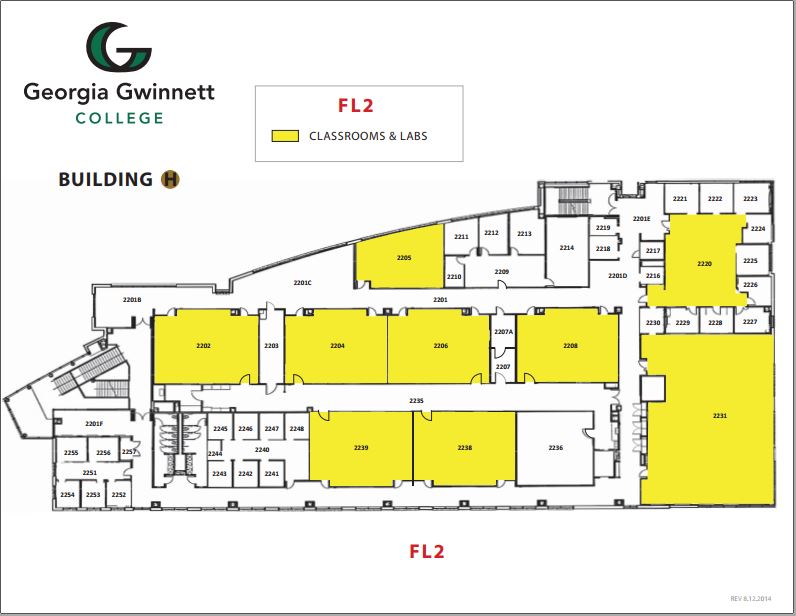 Georgia Gwinnett
COLLEGE
FL2
CLASSROOMS & LABS
BUILDING H
2221 2222 2223
2201E
2219
2224
2211 2212 2213
2214
2218
2217
2220
2205
2225
2210 2209
2201D
2216
2201C
2226
2201B
2201
2230 2229 2228 2227
2207A
2202 2203 2204 2206 2208
2207
2235
2231
2201F
2245 2246 2247 2248
2255 2256 2257
2244
2240
2239 2238 2236
2251
2243 2242 2241
2254 2253 2252
FL2
REV 8.12.2014